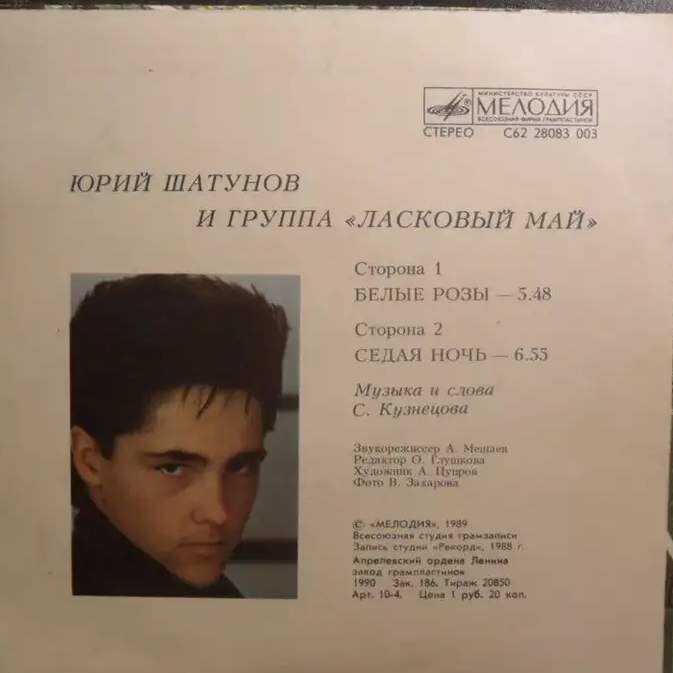 МИНИСТЕРСТВО КУЛЬТУРЫ СССР
МЕЛОДИЯ
ВСЕСОЮЗНАЯ ФИРМА ГРАМПЛАСТИНОК
СТЕРЕО С62 28083 003
ЮРИЙ ШАТУНОВ
И ГРУППА «ЛАСКОВЫЙ МАЙ»
Сторона 1
БЕЛЫЕ РОЗЫ — 5.48
Сторона 2
СЕДАЯ НОЧЬ — 6.55
Музыка и слова
С. Кузнецова
Звукорежиссер А. Мешаев
Редактор О. Глушкова
Художник А. Цупров
Фото В. Захарова
© «МЕЛОДИЯ», 1989
Всесоюзная студия грамзаписи
Запись студии «Рекорд», 1988 г.
Апрелевский ордена Ленина
завод грампластинок
1990 Зак. 186. Тираж 20850
Арт. 10-4. Цена 1 руб. 20 коп.